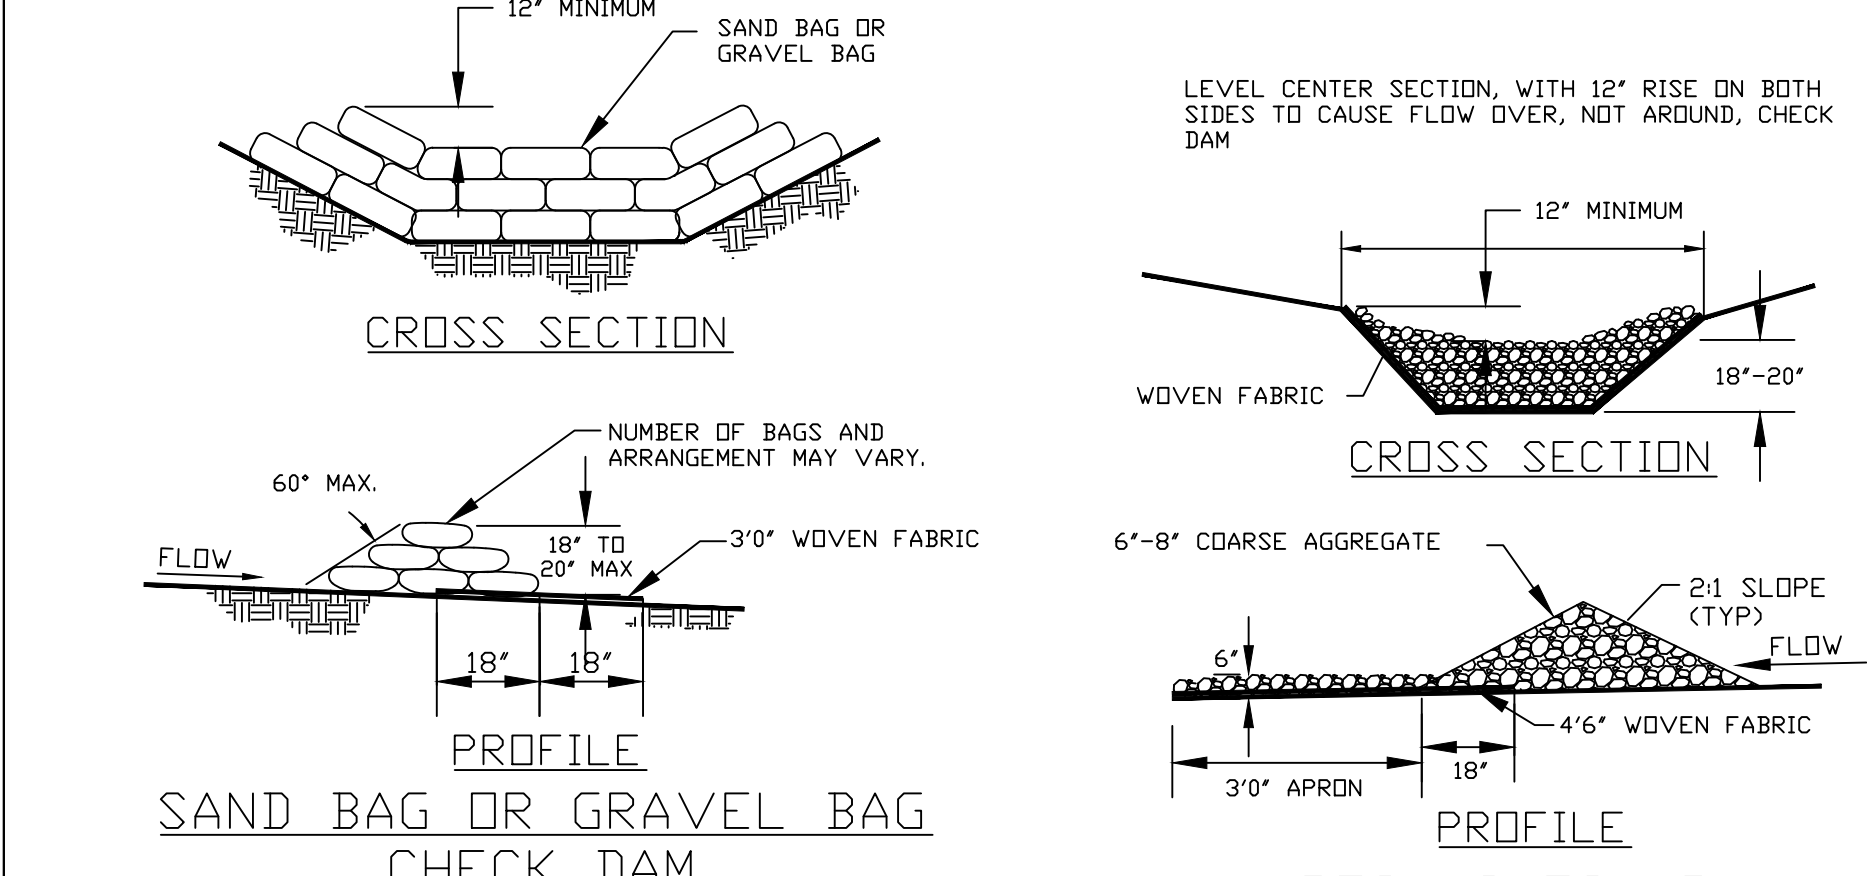 12" MINIMUM
SAND BAG OR
GRAVEL BAG
CROSS SECTION
NUMBER OF BAGS AND
ARRANGEMENT MAY VARY.
60° MAX.
FLOW
18" TO
20" MAX
3'0" WOVEN FABRIC
18" 18"
PROFILE
SAND BAG OR GRAVEL BAG
CHECK DAM
LEVEL CENTER SECTION, WITH 12" RISE ON BOTH
SIDES TO CAUSE FLOW OVER, NOT AROUND, CHECK
DAM
12" MINIMUM
18"-20"
WOVEN FABRIC
CROSS SECTION
6"-8" COARSE AGGREGATE
2:1 SLOPE
(TYP)
FLOW
6"
4'6" WOVEN FABRIC
18"
3'0" APRON
PROFILE